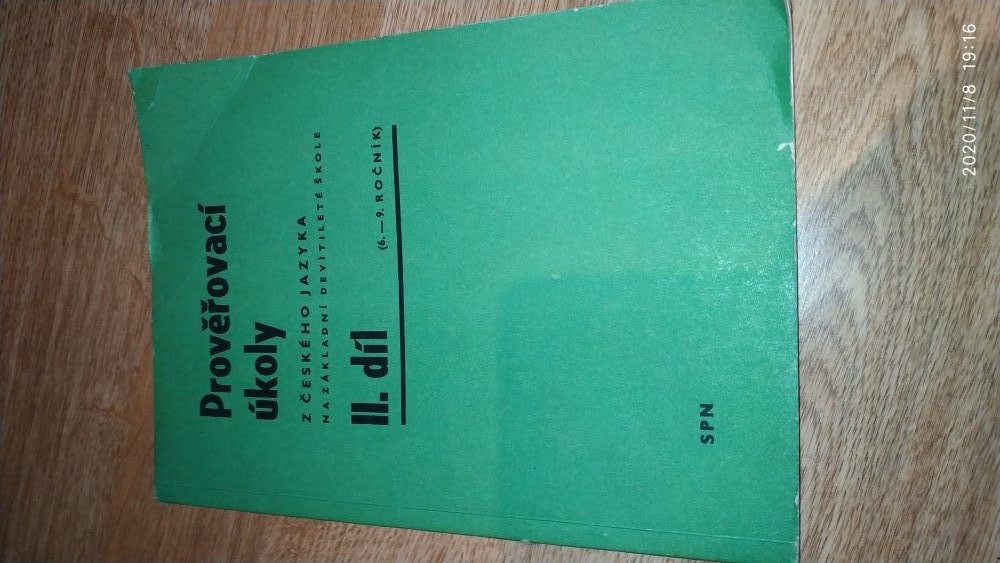 Prověřovací
úkoly
Z ČESKÉHO JAZYKA
NA ZÁKLADNÍ DEVÍTILETÉ ŠKOLE
II. díl
(6. — 9. ROČNÍK)
SPN
2020/11/8 19:16